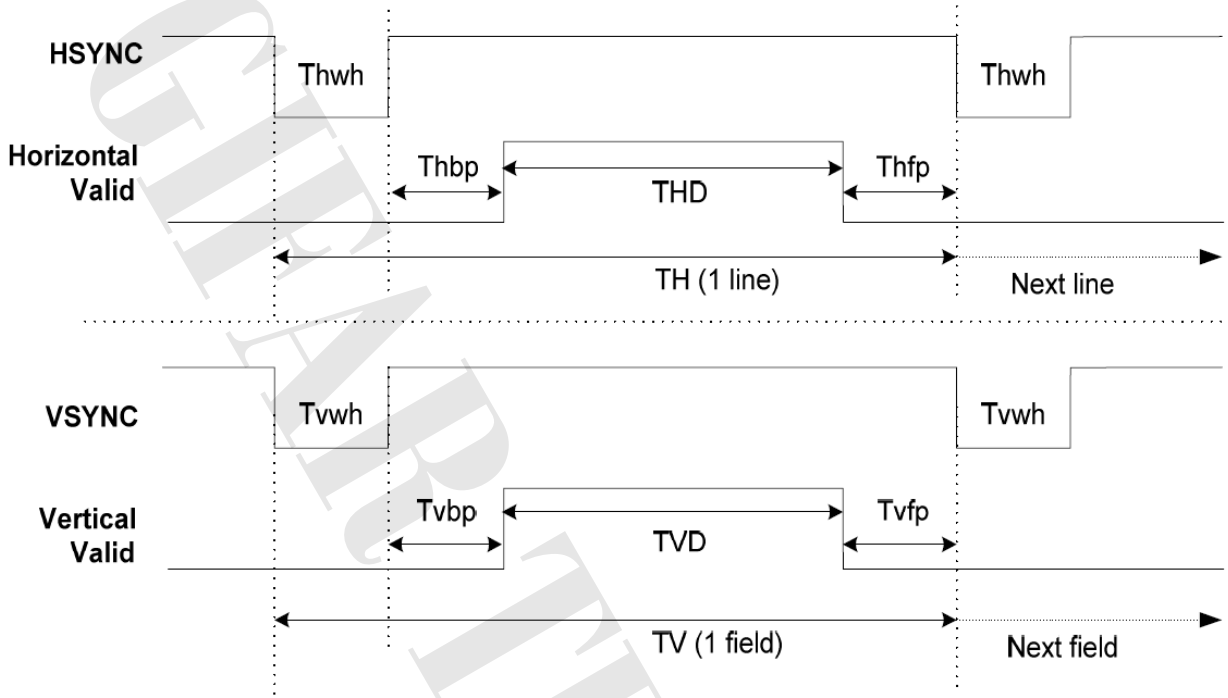 HSYNC
Thwh
Thwh
Horizontal
Valid
Thbp
THD
Thfp
TH (1 line)
Next line
VSYNC
Tvwh
Tvwh
Vertical
Valid
Tvbp
TVD
Tvfp
TV (1 field)
Next field